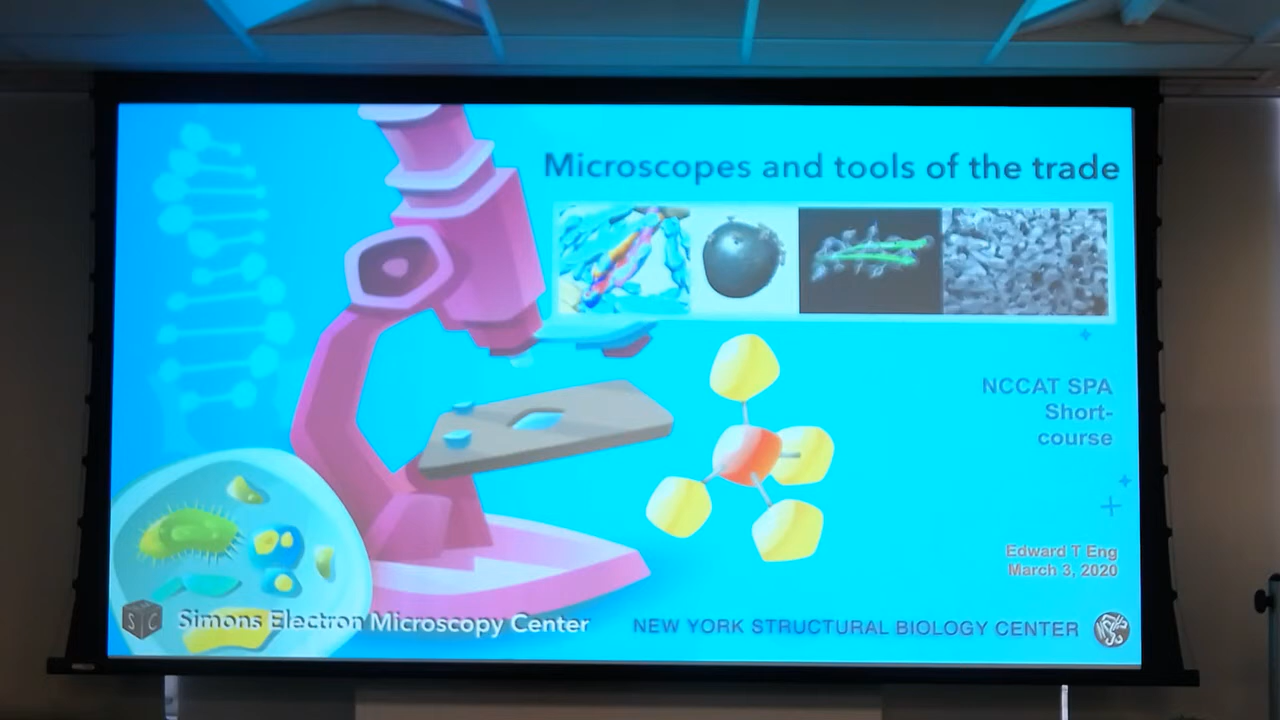 Microscopes and tools of the trade
NCCAT SPA
Short-
course
Edward T Eng
March 3, 2020
Simons Electron Microscopy Center
NEW YORK STRUCTURAL BIOLOGY CENTER